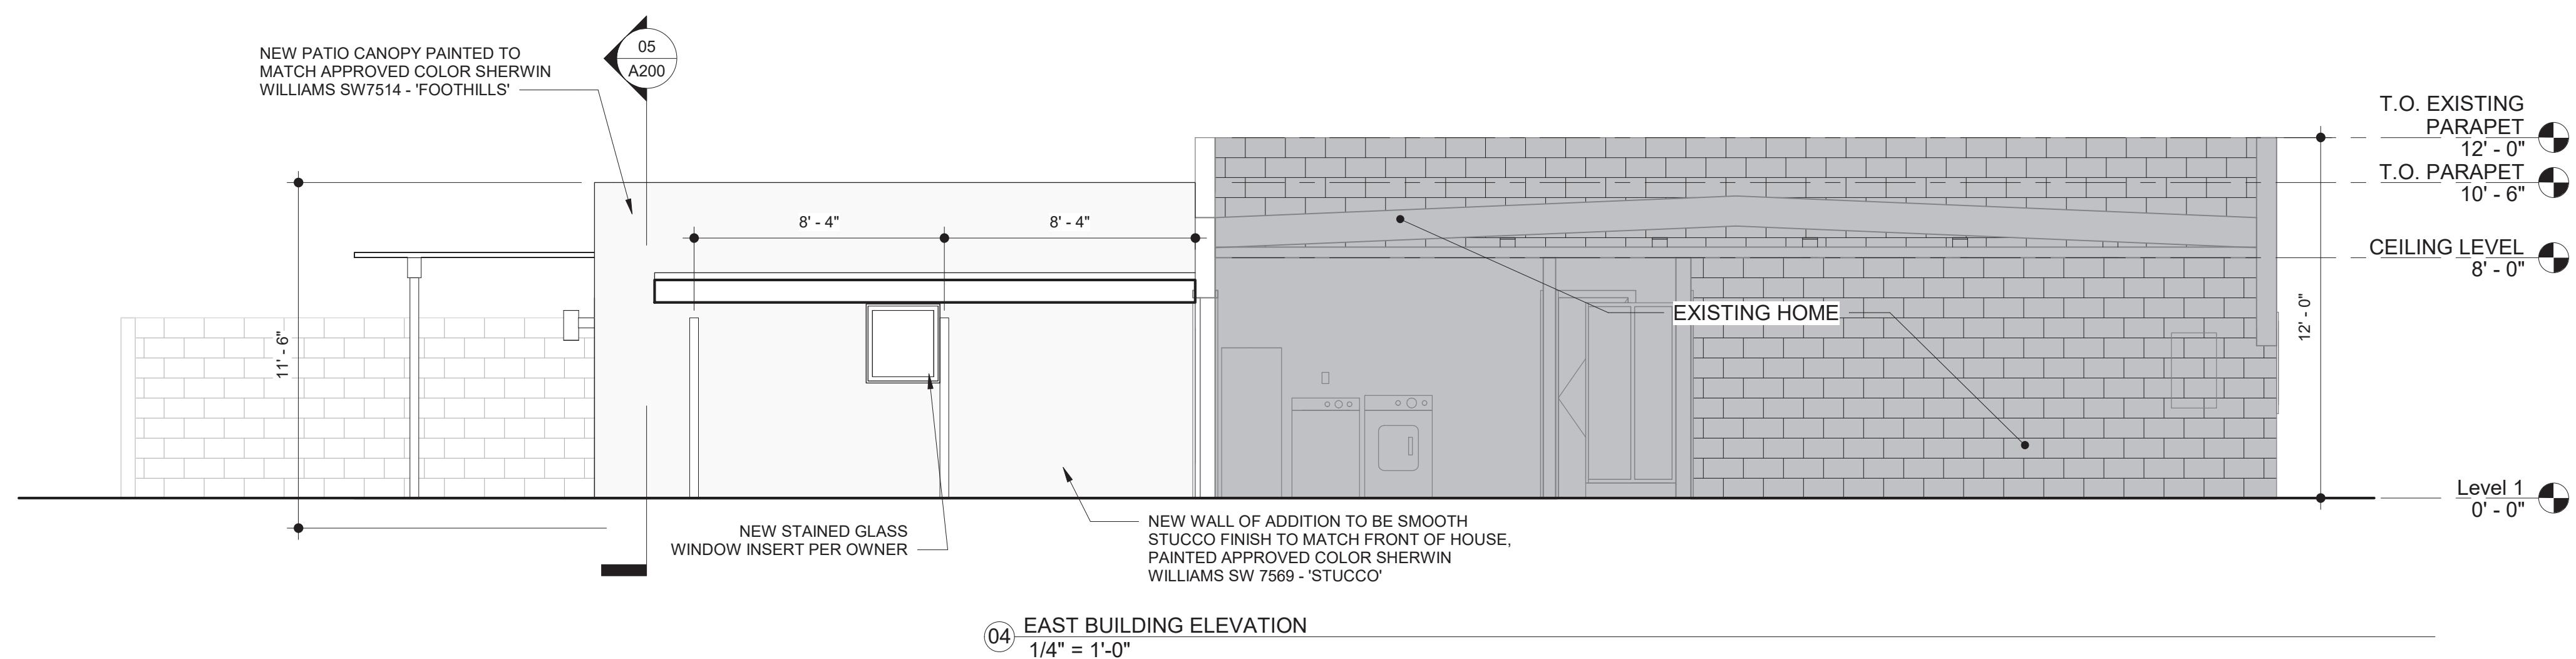 NEW PATIO CANOPY PAINTED TO
MATCH APPROVED COLOR SHERWIN
WILLIAMS SW7514 - 'FOOTHILLS'
05
A200
T.O. EXISTING
PARAPET
12' - 0"
T.O. PARAPET
10' - 6"
CEILING LEVEL
8' - 0"
8' - 4"
8' - 4"
EXISTING HOME
11' - 6"
12' - 0"
Level 1
0' - 0"
NEW STAINED GLASS
WINDOW INSERT PER OWNER
NEW WALL OF ADDITION TO BE SMOOTH
STUCCO FINISH TO MATCH FRONT OF HOUSE,
PAINTED APPROVED COLOR SHERWIN
WILLIAMS SW 7569 - 'STUCCO'
04
EAST BUILDING ELEVATION
1/4" = 1'-0"